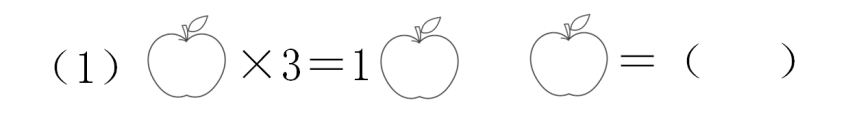 (1) ×3=1 =( )